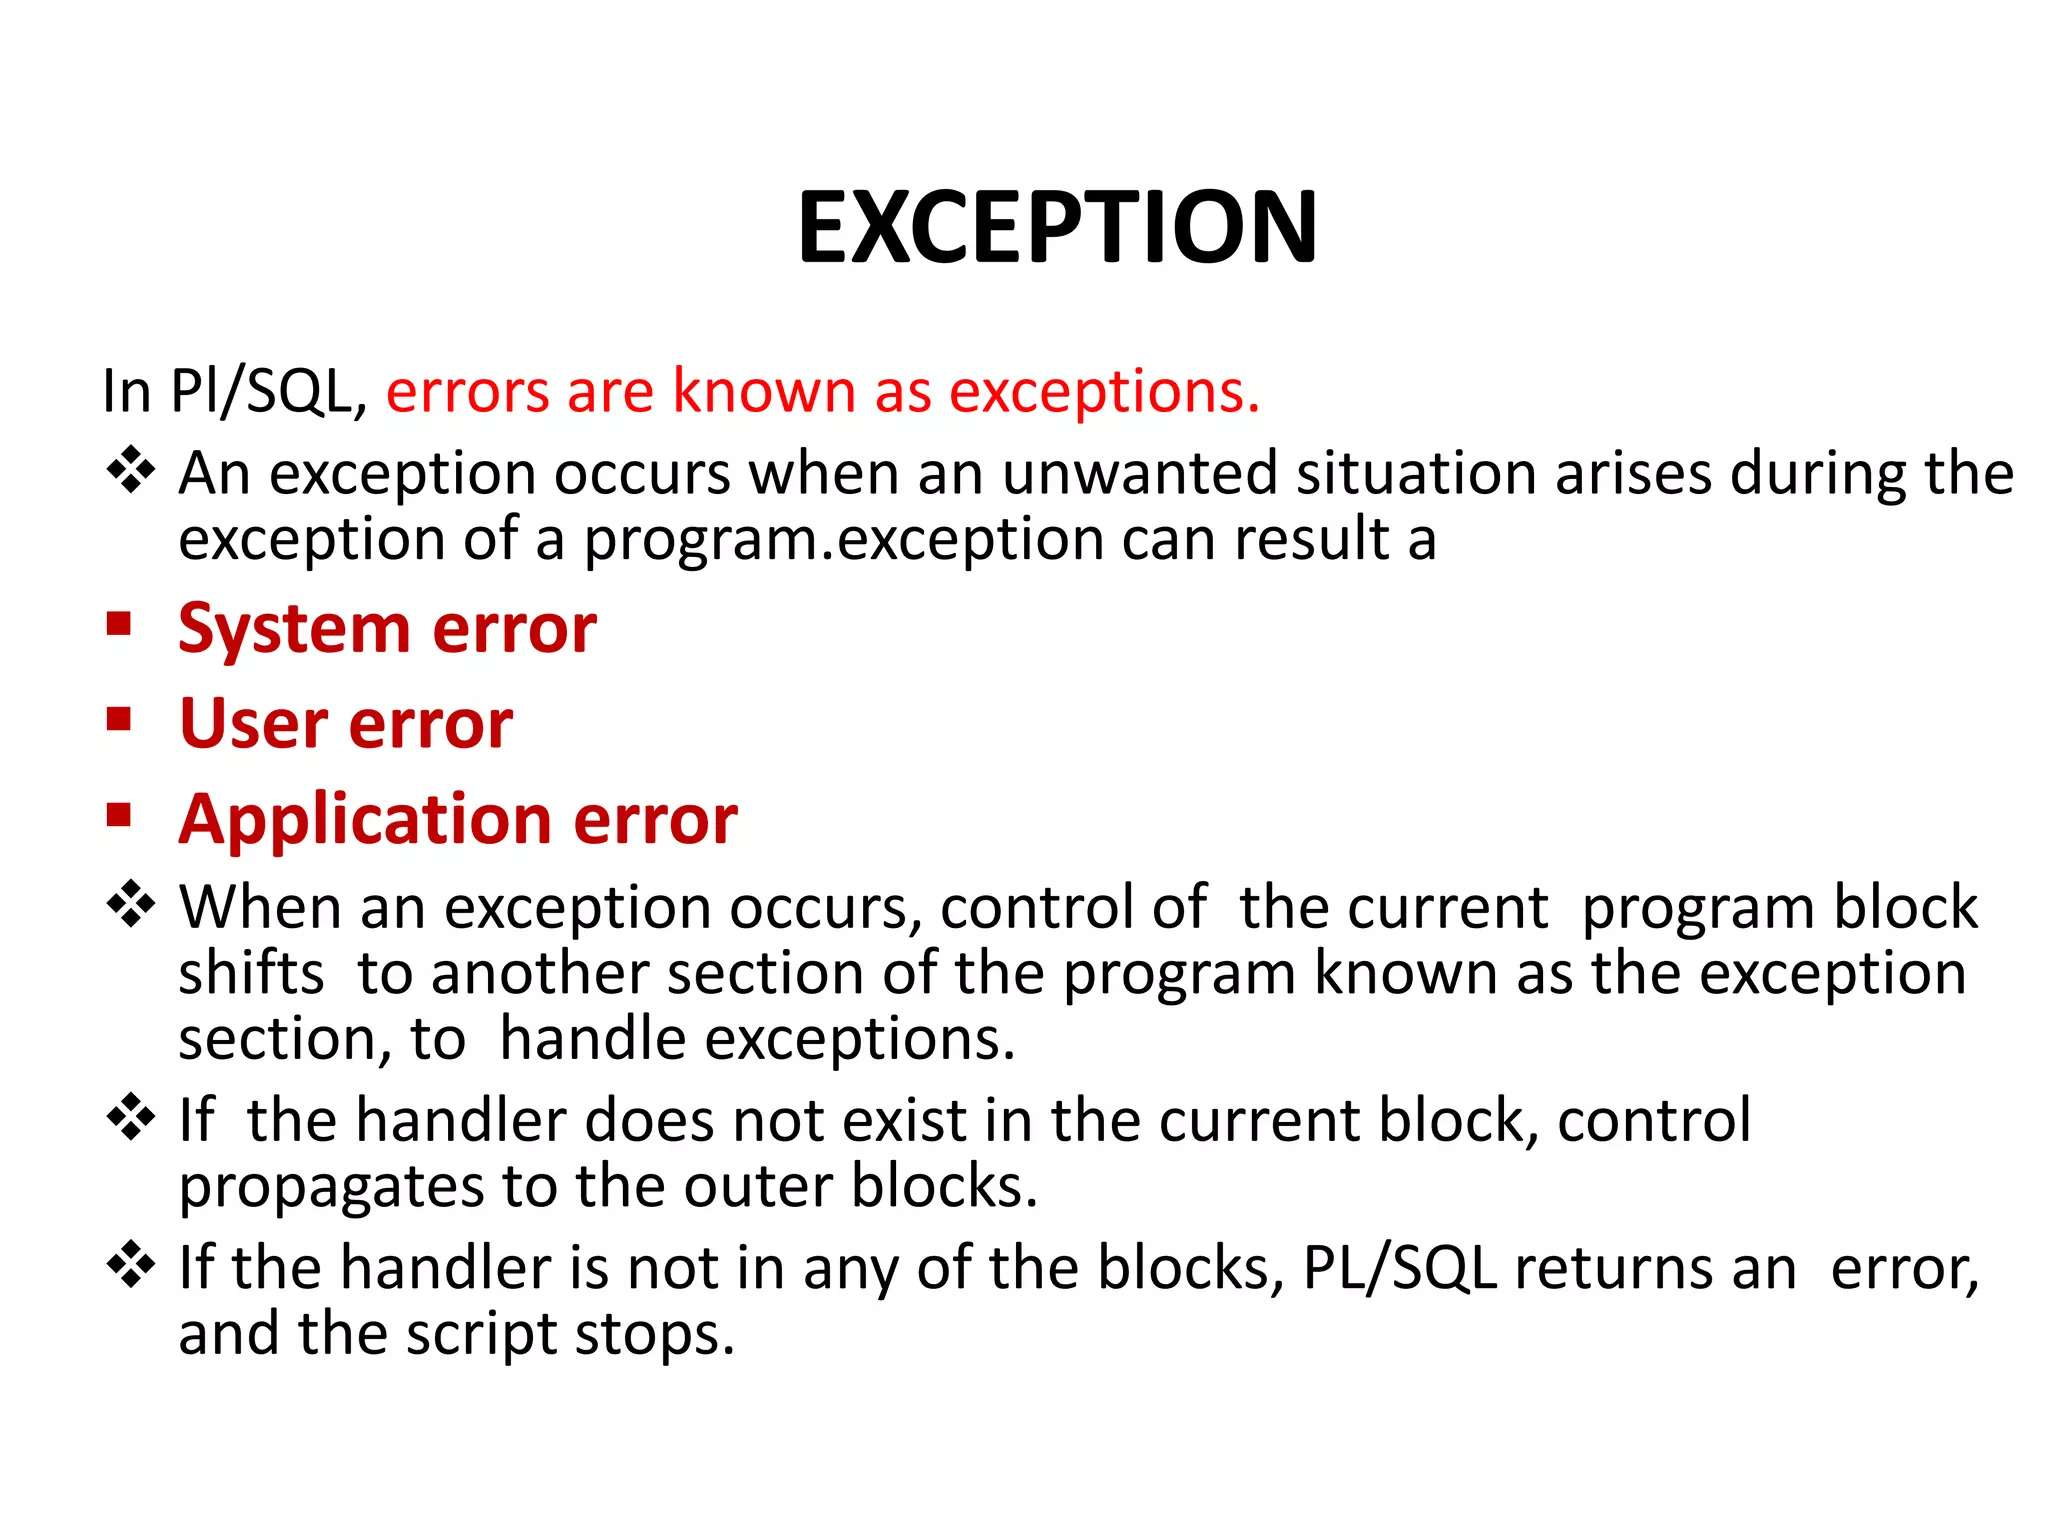 EXCEPTION
In Pl/SQL, errors are known as exceptions.
❖ An exception occurs when an unwanted situation arises during the
exception of a program.exception can result a
▪ System error
▪ User error
▪ Application error
❖ When an exception occurs, control of  the current  program block
shifts  to another section of the program known as the exception
section, to  handle exceptions.
❖ If  the handler does not exist in the current block, control
propagates to the outer blocks.
❖ If the handler is not in any of the blocks, PL/SQL returns an  error,
and the script stops.